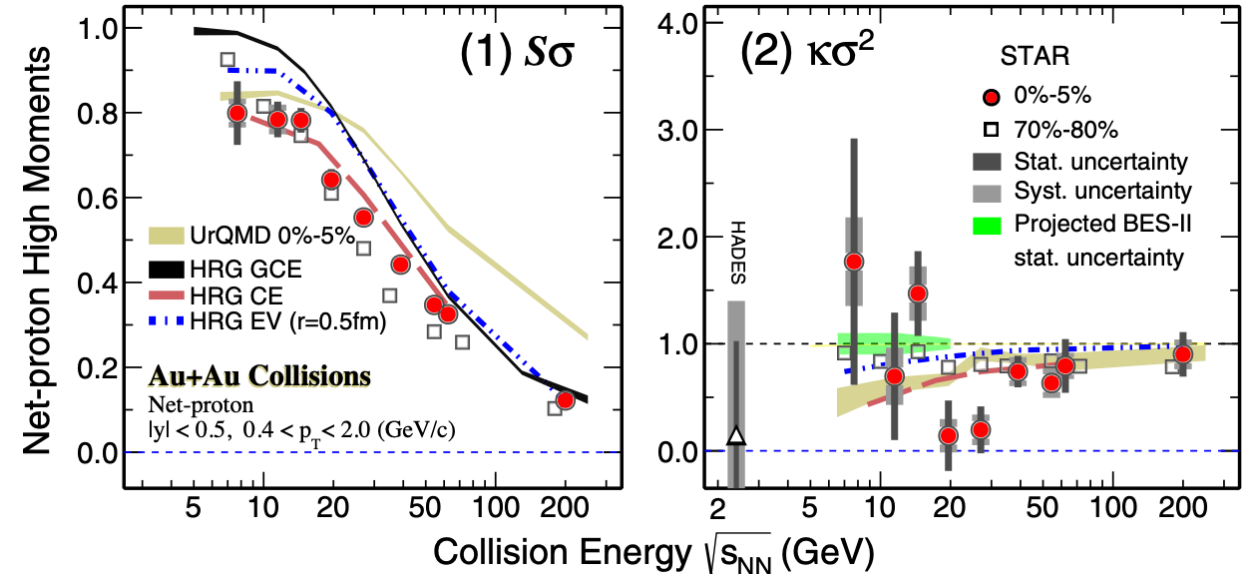 Net-proton High Moments
1.0
0.8
0.6
0.4
0.2
0.0
(1) Sσ
UrQMD 0%-5%
HRG GCE
HRG CE
HRG EV (r=0.5fm)
Au+Au Collisions
Net-proton
|y| < 0.5, 0.4 < p_T < 2.0 (GeV/c)
5 10 20 50 100 200
4.0
3.0
2.0
1.0
0.0
(2) κσ²
STAR
0%-5%
70%-80%
Stat. uncertainty
Syst. uncertainty
Projected BES-II
stat. uncertainty
HADES
2 5 10 20 50 100 200
Collision Energy √s_NN (GeV)